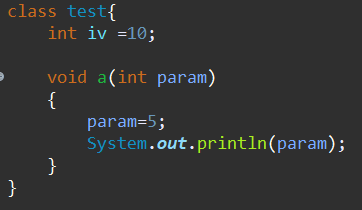 class test{
    int iv =10;

    void a(int param)
    {
        param=5;
        System.out.println(param);
    }
}